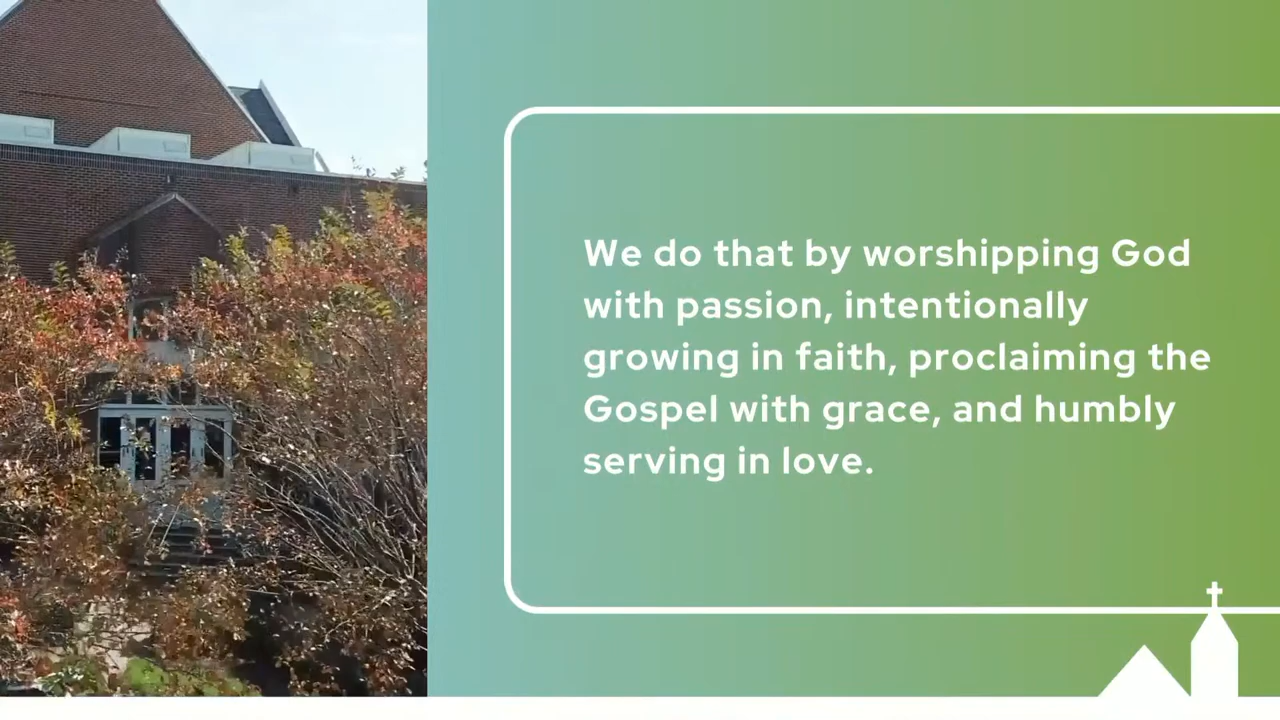 We do that by worshipping God
with passion, intentionally
growing in faith, proclaiming the
Gospel with grace, and humbly
serving in love.